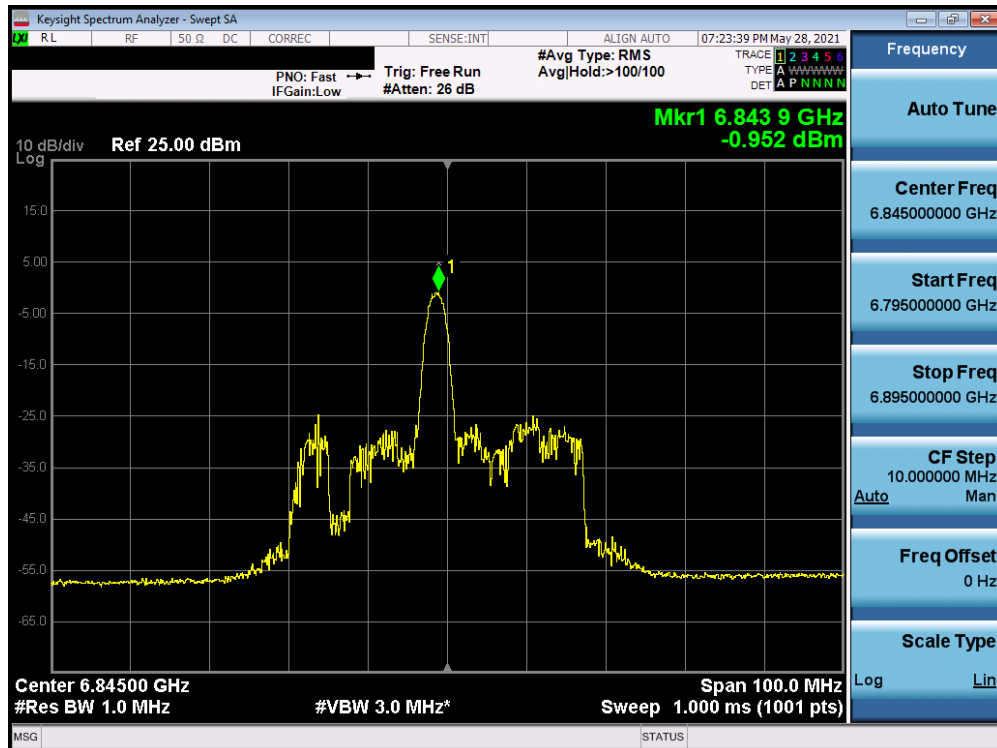 Keysight Spectrum Analyzer - Swept SA
LXI RL RF 50 Ω DC CORREC SENSE:INT ALIGN AUTO 07:23:39 PM May 28, 2021
PNO: Fast Trig: Free Run #Avg Type: RMS TRACE 1 2 3 4 5 6
IFGain:Low #Atten: 26 dB Avg|Hold:>100/100 TYPE A WWWWW
DET A P N N N N
Mkr1 6.843 9 GHz
-0.952 dBm
10 dB/div Ref 25.00 dBm
Log
15.0
5.00
-5.00
-15.0
-25.0
-35.0
-45.0
-55.0
-65.0
1
Center 6.84500 GHz Span 100.0 MHz
#Res BW 1.0 MHz #VBW 3.0 MHz* Sweep 1.000 ms (1001 pts)
MSG STATUS
Frequency
Auto Tune
Center Freq
6.845000000 GHz
Start Freq
6.795000000 GHz
Stop Freq
6.895000000 GHz
CF Step
10.000000 MHz
Auto Man
Freq Offset
0 Hz
Scale Type
Log Lin